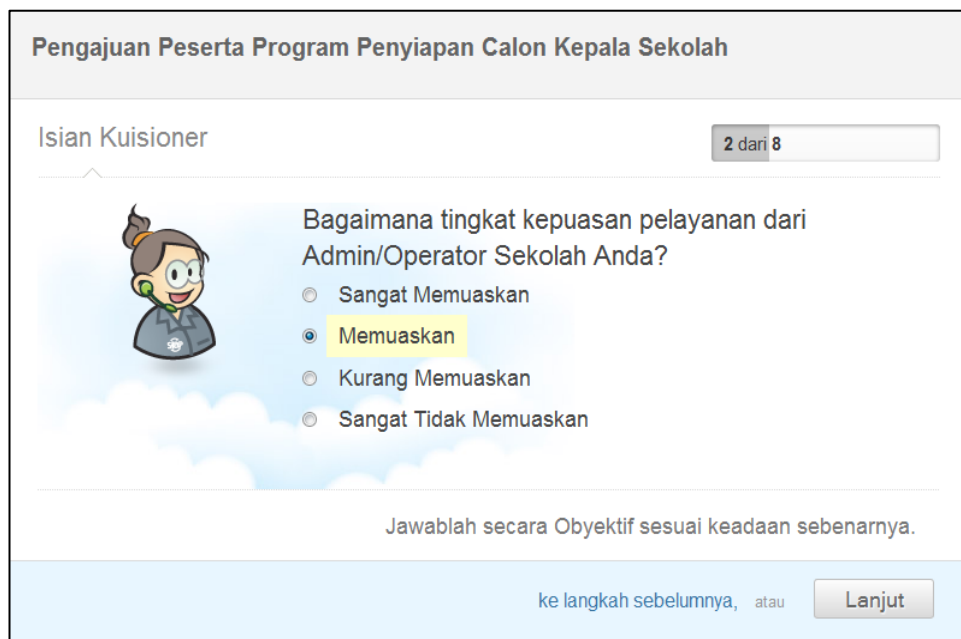 Pengajuan Peserta Program Penyiapan Calon Kepala Sekolah
Isian Kuisioner
2 dari 8
Bagaimana tingkat kepuasan pelayanan dari
Admin/Operator Sekolah Anda?
Sangat Memuaskan
Memuaskan
Kurang Memuaskan
Sangat Tidak Memuaskan
Jawablah secara Obyektif sesuai keadaan sebenarnya.
ke langkah sebelumnya, atau Lanjut